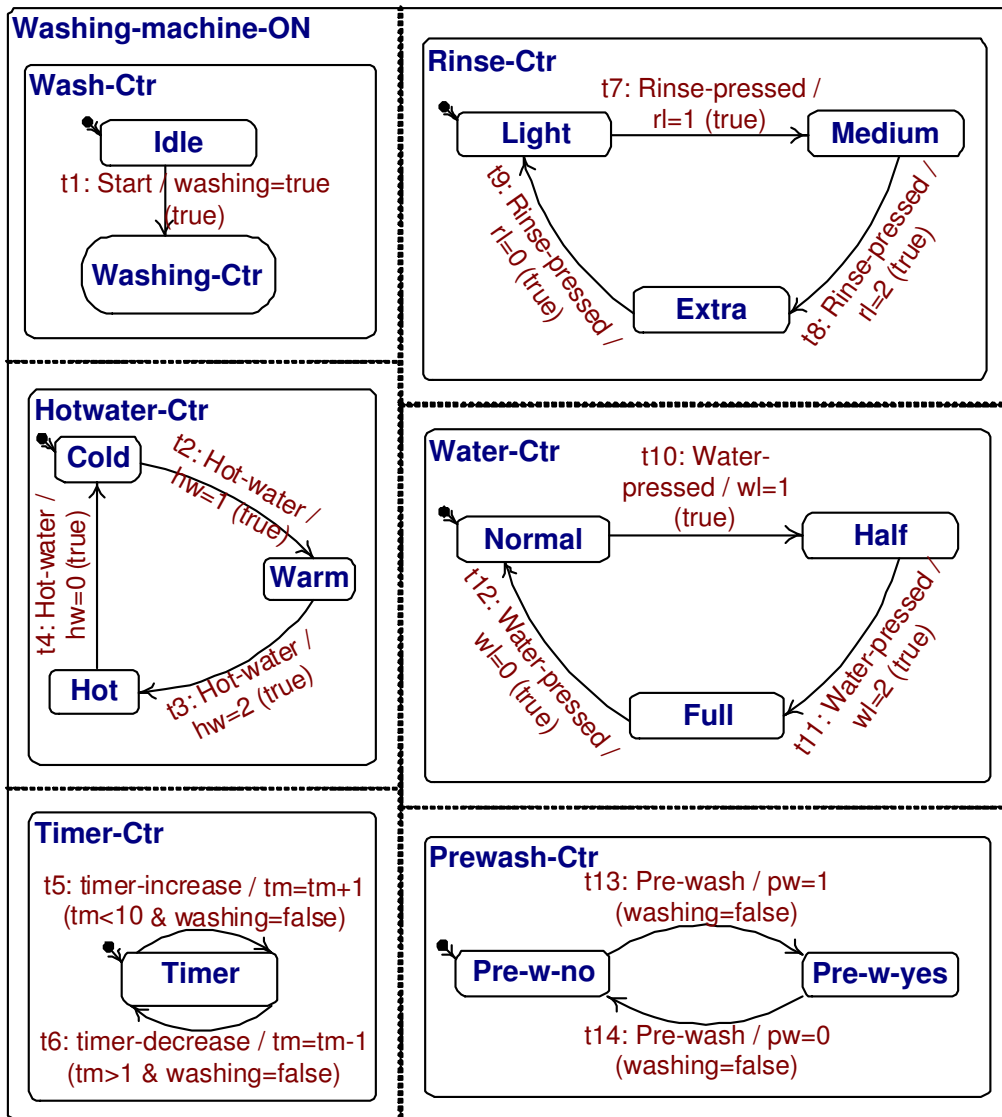 Washing-machine-ON
Wash-Ctr
Idle
t1: Start / washing=true
(true)
Washing-Ctr
Rinse-Ctr
t7: Rinse-pressed /
rl=1 (true)
Light
Medium
t9: Rinse-pressed /
rl=0 (true)
t8: Rinse-pressed /
rl=2 (true)
Extra
Hotwater-Ctr
Cold
t2: Hot-water /
hw=1 (true)
t4: Hot-water /
hw=0 (true)
Warm
Hot
t3: Hot-water /
hw=2 (true)
Water-Ctr
t10: Water-
pressed / wl=1
(true)
Normal
Half
t12: Water-pressed /
wl=0 (true)
t11: Water-pressed /
wl=2 (true)
Full
Timer-Ctr
t5: timer-increase / tm=tm+1
(tm<10 & washing=false)
Timer
t6: timer-decrease / tm=tm-1
(tm>1 & washing=false)
Prewash-Ctr
t13: Pre-wash / pw=1
(washing=false)
Pre-w-no
Pre-w-yes
t14: Pre-wash / pw=0
(washing=false)